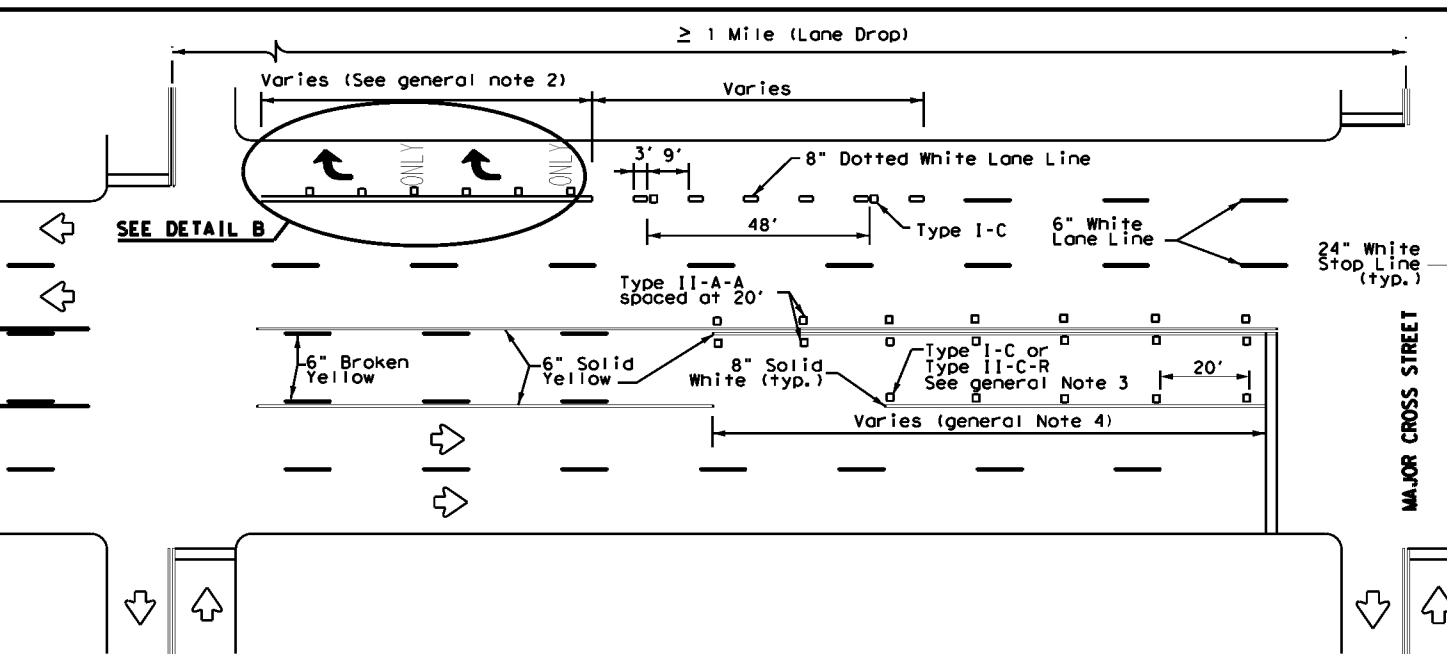 ≥ 1 Mile (Lane Drop)
Varies (See general note 2)
Varies
ONLY
ONLY
3' 9'
8" Dotted White Lane Line
SEE DETAIL B
48'
Type I-C
6" White
Lane Line
24" White
Stop Line
(typ.)
Type II-A-A
spaced at 20'
6" Broken
Yellow
6" Solid
Yellow
8" Solid
White (typ.)
Type I-C or
Type II-C-R
See general Note 3
20'
Varies (general Note 4)
MAJOR CROSS STREET